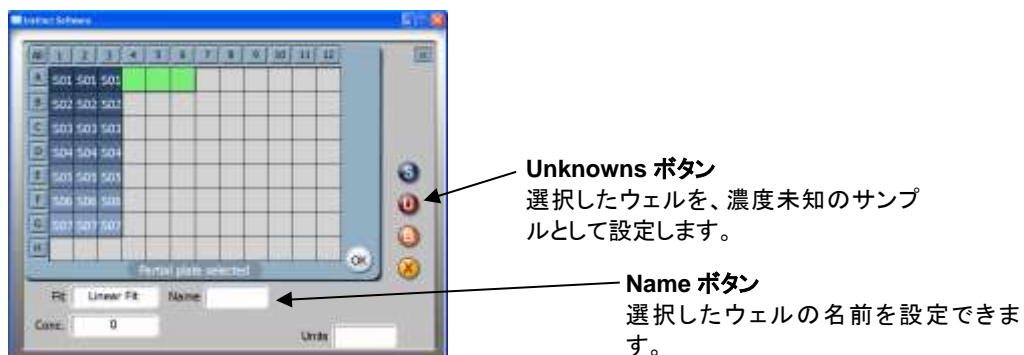 Instinct Software
All 1 2 3 4 5 6 7 8 9 10 11 12
A S01 S01 S01
B S02 S02 S02
C S03 S03 S03
D S04 S04 S04
E S05 S05 S05
F S06 S06 S06
G S07 S07 S07
H
S
U
B
X
OK
Partial plate selected
Fit Linear Fit Name
Conc. 0
Units
Unknowns ボタン
選択したウェルを、濃度未知のサンプ
ルとして設定します。
Name ボタン
選択したウェルの名前を設定できま
す。